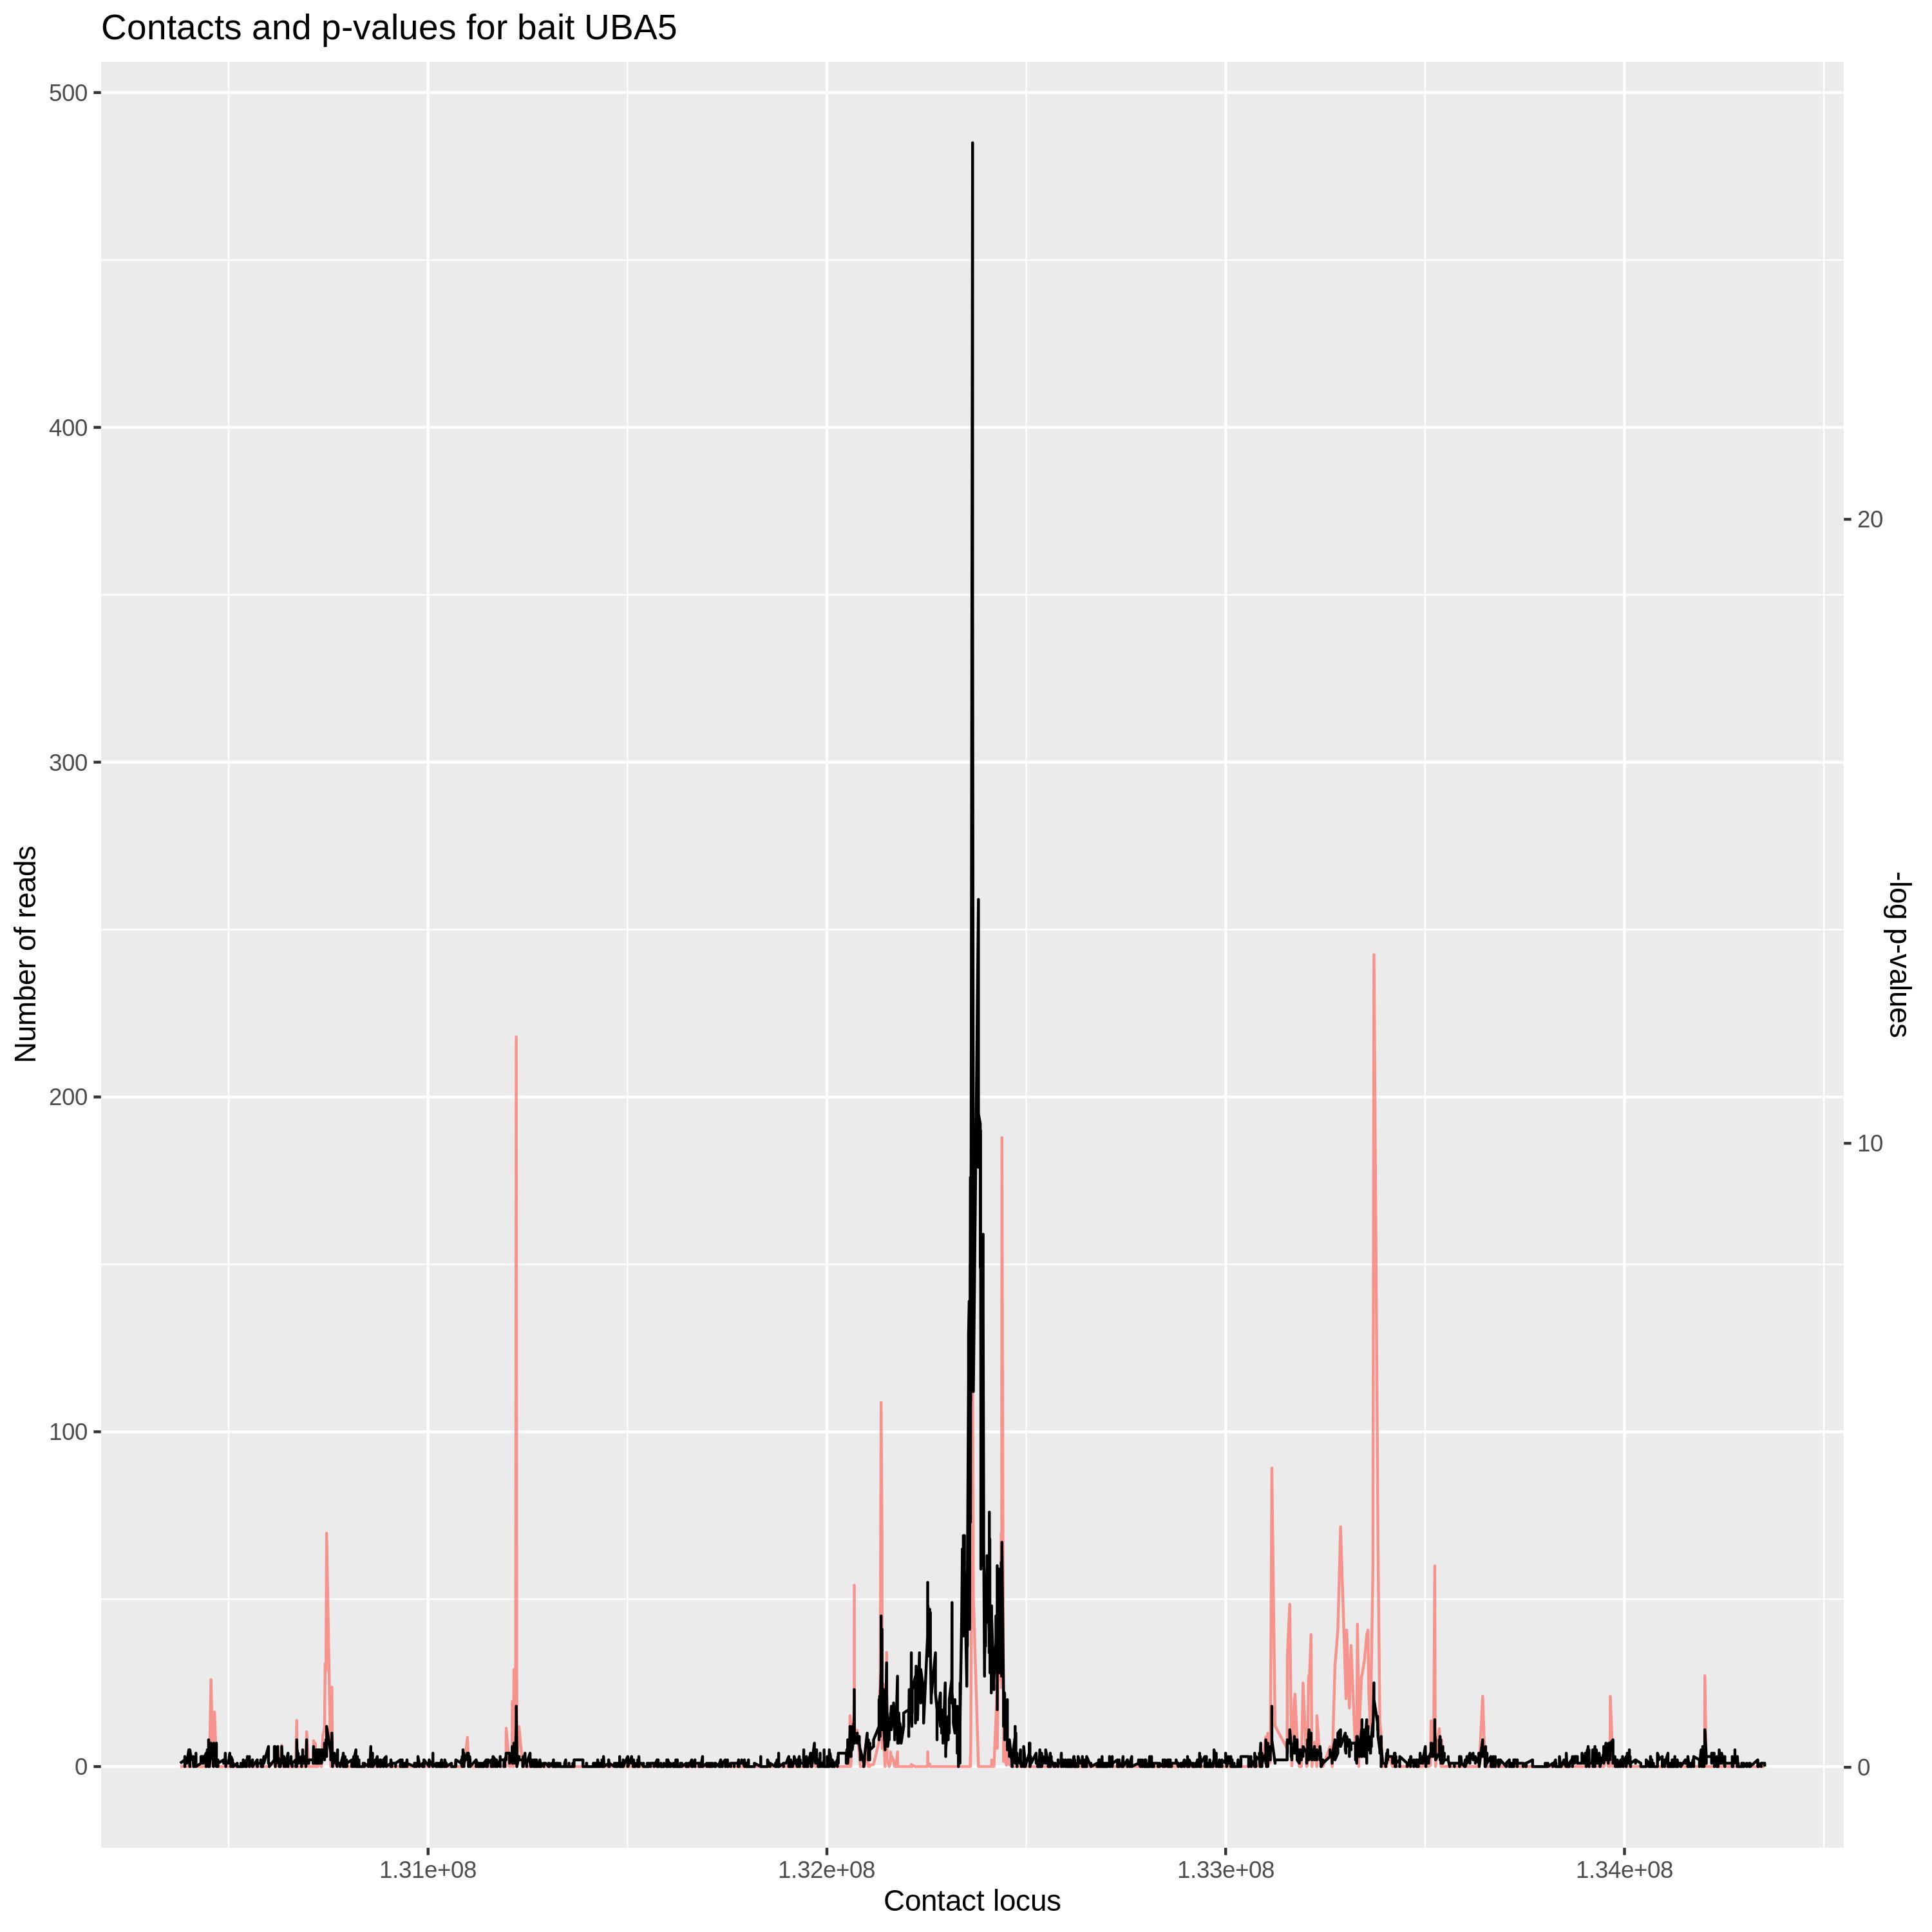 Contacts and p-values for bait UBA5
500
400
300
200
100
0
Number of reads
20
10
0
-log p-values
1.31e+08
1.32e+08
1.33e+08
1.34e+08
Contact locus